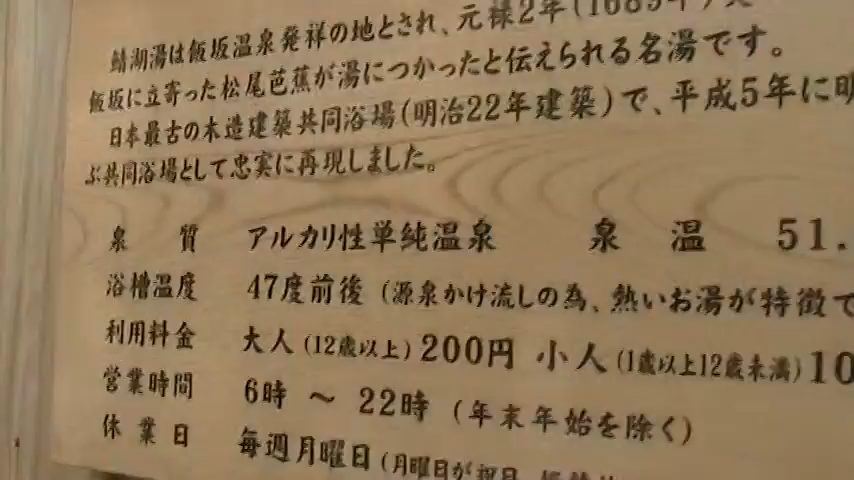 鯖湖湯は飯坂温泉発祥の地とされ、元禄2年(1689年)
飯坂に立寄った松尾芭蕉が湯につかったと伝えられる名湯です。
日本最古の木造建築共同浴場(明治22年建築)で、平成5年に明
ぶ共同浴場として忠実に再現しました。
泉 質 アルカリ性単純温泉 泉 温 51.
浴槽温度 47度前後 (源泉かけ流しの為、熱いお湯が特徴で
利用料金 大人(12歳以上)200円 小人(1歳以上12歳未満)10
営業時間 6時 ～ 22時 (年末年始を除く)
休業日 毎週月曜日(月曜日が祝日